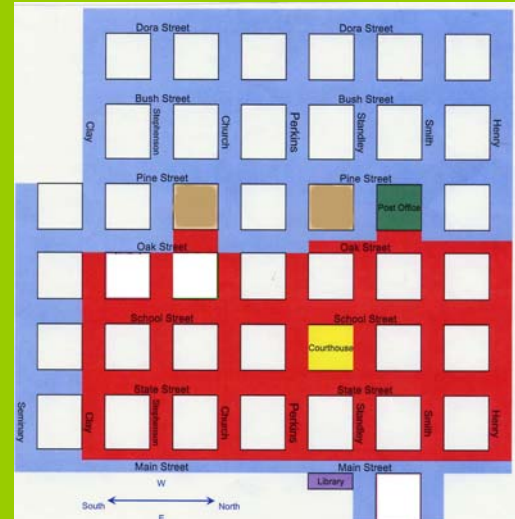 Dora Street Dora Street
Bush Street Bush Street
Clay Stephenson Church Perkins Standley Smith Henry
Pine Street Pine Street
Post Office
Oak Street Oak Street
School Street School Street
Courthouse
State Street State Street
Seminary Clay Stephenson Church Perkins Standley Smith Henry
Main Street Main Street
Library
W
South North
E